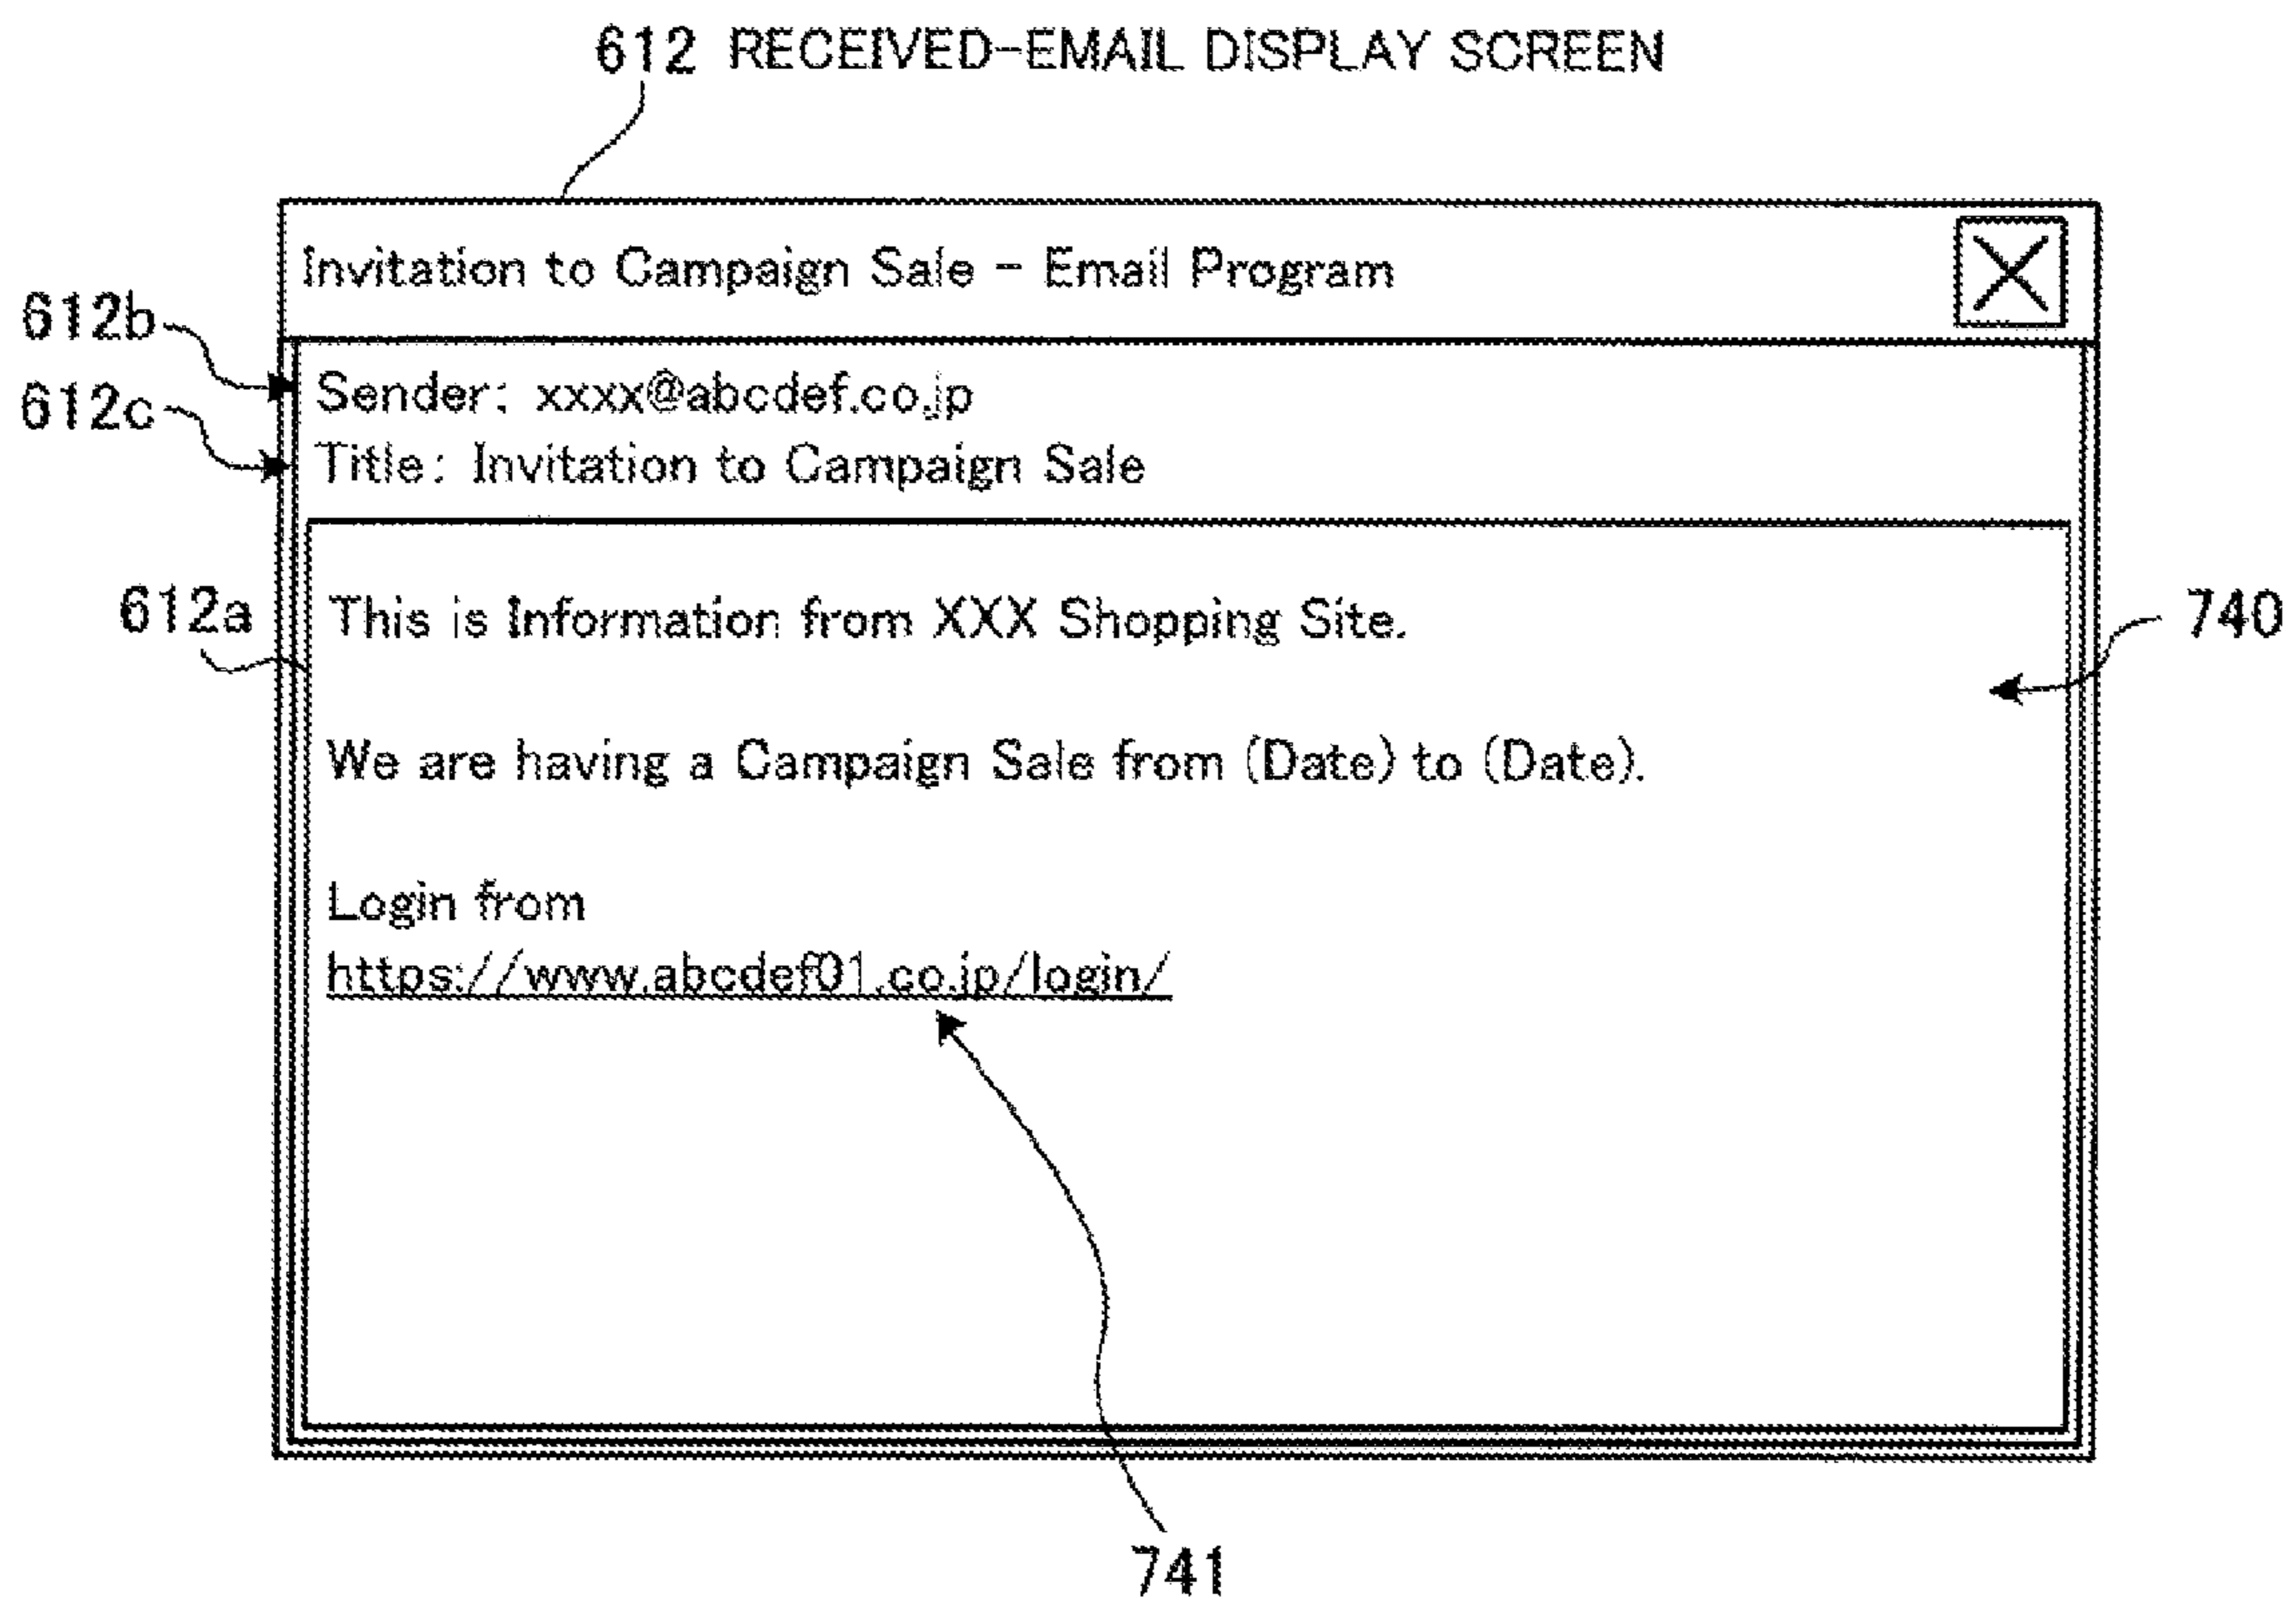 612 RECEIVED-EMAIL DISPLAY SCREEN
Invitation to Campaign Sale - Email Program
612b
Sender: xxxx@abcdef.co.jp
612c
Title: Invitation to Campaign Sale
612a
This is Information from XXX Shopping Site.
740
We are having a Campaign Sale from (Date) to (Date).
Login from
https://www.abcdef01.co.jp/login/
741